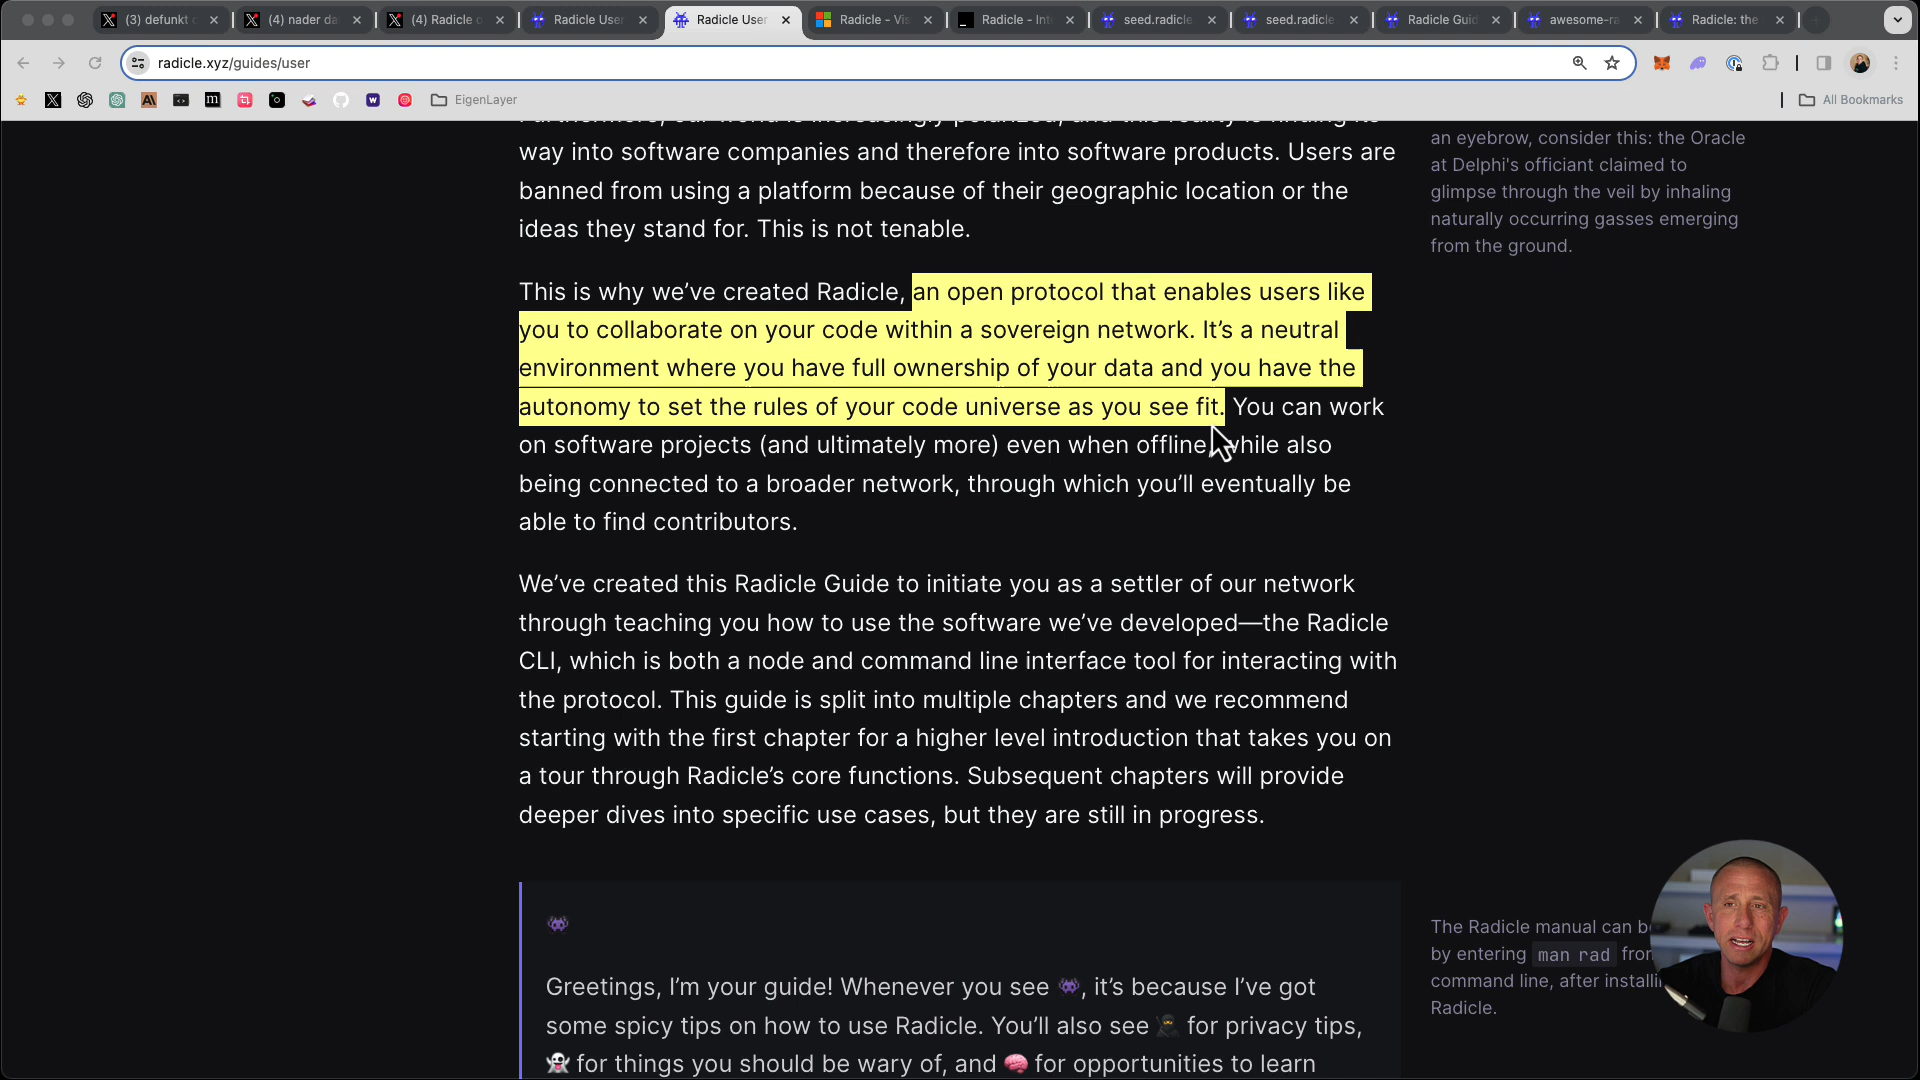 (3) defunkt
(4) nader da
(4) Radicle
Radicle User
Radicle User
Radicle - Vis
Radicle - Int
seed.radicle
seed.radicle
Radicle Guid
awesome-ra
Radicle: the
radicle.xyz/guides/user
EigenLayer
All Bookmarks
way into software companies and therefore into software products. Users are
banned from using a platform because of their geographic location or the
ideas they stand for. This is not tenable.
an eyebrow, consider this: the Oracle
at Delphi's officiant claimed to
glimpse through the veil by inhaling
naturally occurring gasses emerging
from the ground.
This is why we’ve created Radicle, an open protocol that enables users like
you to collaborate on your code within a sovereign network. It’s a neutral
environment where you have full ownership of your data and you have the
autonomy to set the rules of your code universe as you see fit. You can work
on software projects (and ultimately more) even when offline, while also
being connected to a broader network, through which you’ll eventually be
able to find contributors.
We’ve created this Radicle Guide to initiate you as a settler of our network
through teaching you how to use the software we’ve developed—the Radicle
CLI, which is both a node and command line interface tool for interacting with
the protocol. This guide is split into multiple chapters and we recommend
starting with the first chapter for a higher level introduction that takes you on
a tour through Radicle’s core functions. Subsequent chapters will provide
deeper dives into specific use cases, but they are still in progress.
Greetings, I’m your guide! Whenever you see 👾, it’s because I’ve got
some spicy tips on how to use Radicle. You’ll also see 🥷 for privacy tips,
👻 for things you should be wary of, and 🧠 for opportunities to learn
The Radicle manual can b
by entering man rad fro
command line, after install
Radicle.